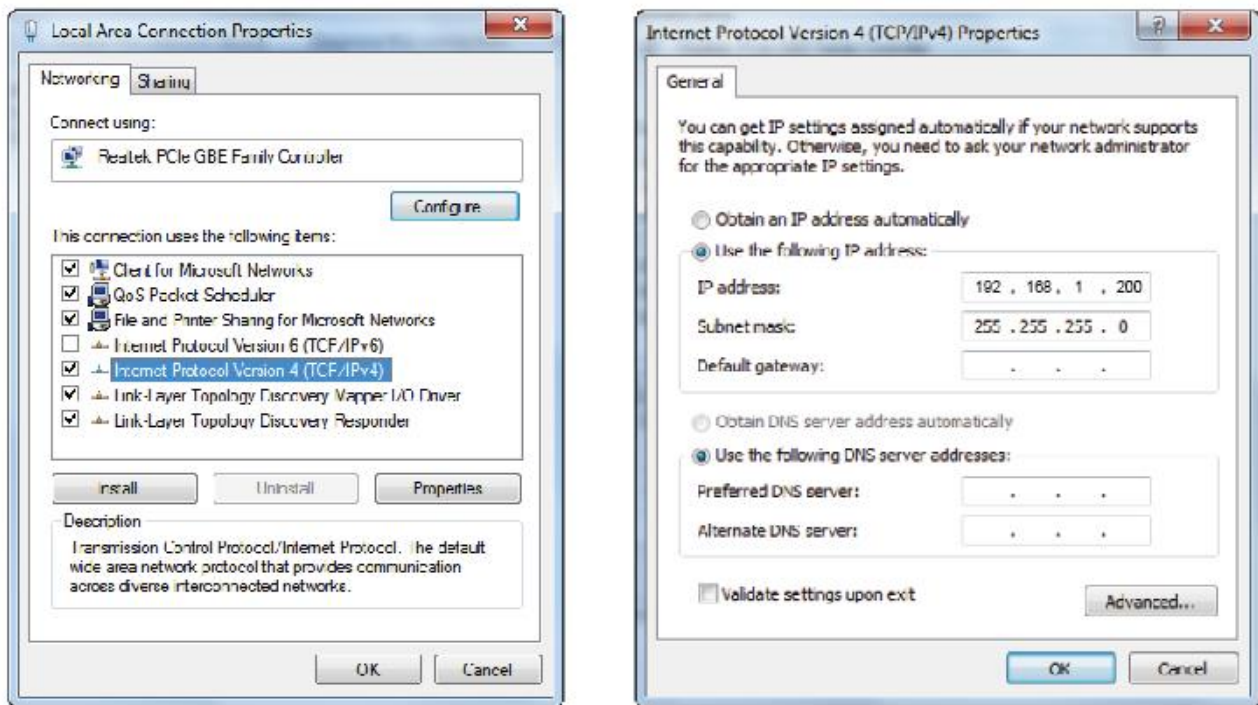 Local Area Connection Properties
Networking
Sharing
Connect using:
Realtek PCIe GBE Family Controller
Configure
This connection uses the following items:
Client for Microsoft Networks
QoS Packet Scheduler
File and Printer Sharing for Microsoft Networks
Internet Protocol Version 6 (TCP/IPv6)
Internet Protocol Version 4 (TCP/IPv4)
Link-Layer Topology Discovery Mapper I/O Driver
Link-Layer Topology Discovery Responder
Install
Uninstall
Properties
Description
Transmission Control Protocol/Internet Protocol. The default
wide area network protocol that provides communication
across diverse interconnected networks.
OK
Cancel
Internet Protocol Version 4 (TCP/IPv4) Properties
General
You can get IP settings assigned automatically if your network supports
this capability. Otherwise, you need to ask your network administrator
for the appropriate IP settings.
Obtain an IP address automatically
Use the following IP address:
IP address: 192 . 168 . 1 . 200
Subnet mask: 255 . 255 . 255 . 0
Default gateway: . . .
Obtain DNS server address automatically
Use the following DNS server addresses:
Preferred DNS server: . . .
Alternate DNS server: . . .
Validate settings upon exit
Advanced...
OK
Cancel